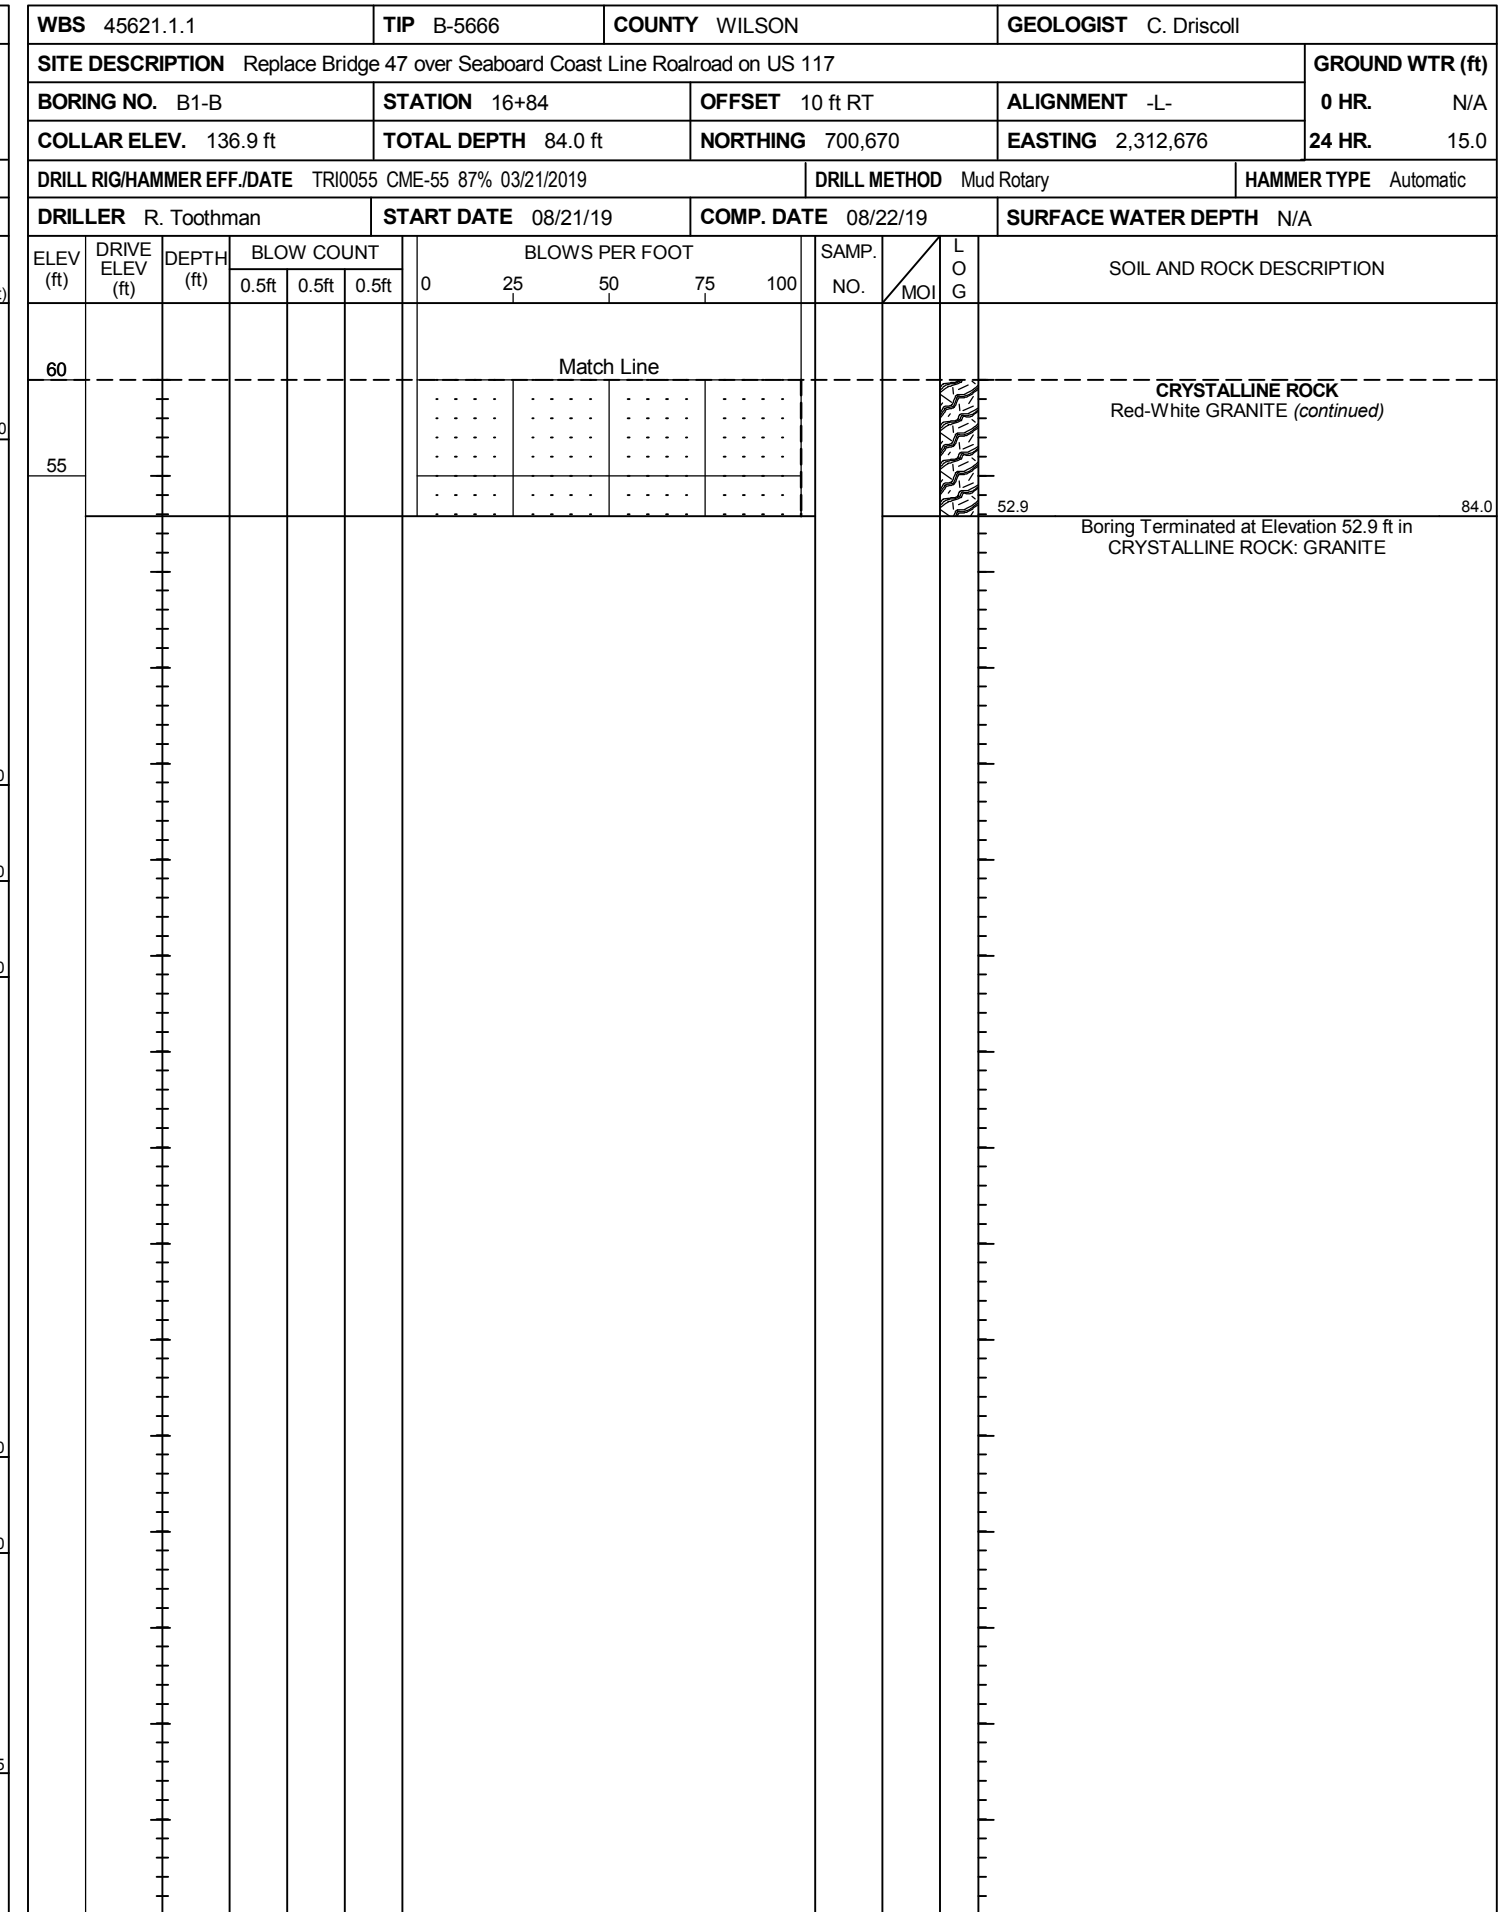 WBS 45621.1.1 TIP B-5666 COUNTY WILSON GEOLOGIST C. Driscoll
SITE DESCRIPTION Replace Bridge 47 over Seaboard Coast Line Roalroad on US 117 GROUND WTR (ft)
BORING NO. B1-B STATION 16+84 OFFSET 10 ft RT ALIGNMENT -L- 0 HR. N/A
COLLAR ELEV. 136.9 ft TOTAL DEPTH 84.0 ft NORTHING 700,670 EASTING 2,312,676 24 HR. 15.0
DRILL RIG/HAMMER EFF./DATE TRI0055 CME-55 87% 03/21/2019 DRILL METHOD Mud Rotary HAMMER TYPE Automatic
DRILLER R. Toothman START DATE 08/21/19 COMP. DATE 08/22/19 SURFACE WATER DEPTH N/A
ELEV (ft) DRIVE ELEV (ft) DEPTH (ft) BLOW COUNT BLOWS PER FOOT SAMP. NO. MOI LOG SOIL AND ROCK DESCRIPTION
0.5ft 0.5ft 0.5ft 0 25 50 75 100
60 Match Line
CRYSTALLINE ROCK
Red-White GRANITE (continued)
55
52.9 84.0
Boring Terminated at Elevation 52.9 ft in
CRYSTALLINE ROCK: GRANITE